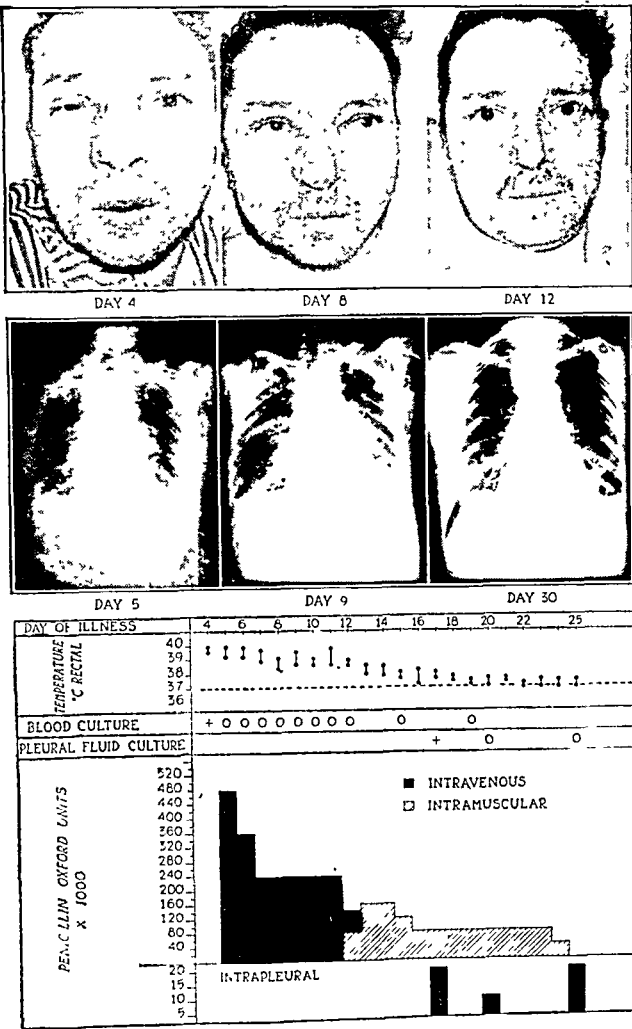 DAY 4 DAY 8 DAY 12
DAY 5 DAY 9 DAY 30
DAY OF ILLNESS 4 6 8 10 12 14 16 18 20 22 25
TEMPERATURE
°C RECTAL
40
39
38
37
36
BLOOD CULTURE + O O O O O O O O O O
PLEURAL FLUID CULTURE + O O
PENICILLIN OXFORD UNITS
X 1000
520
480
440
400
360
320
280
240
200
160
120
80
40
INTRAVENOUS
INTRAMUSCULAR
INTRAPLEURAL
20
15
10
5